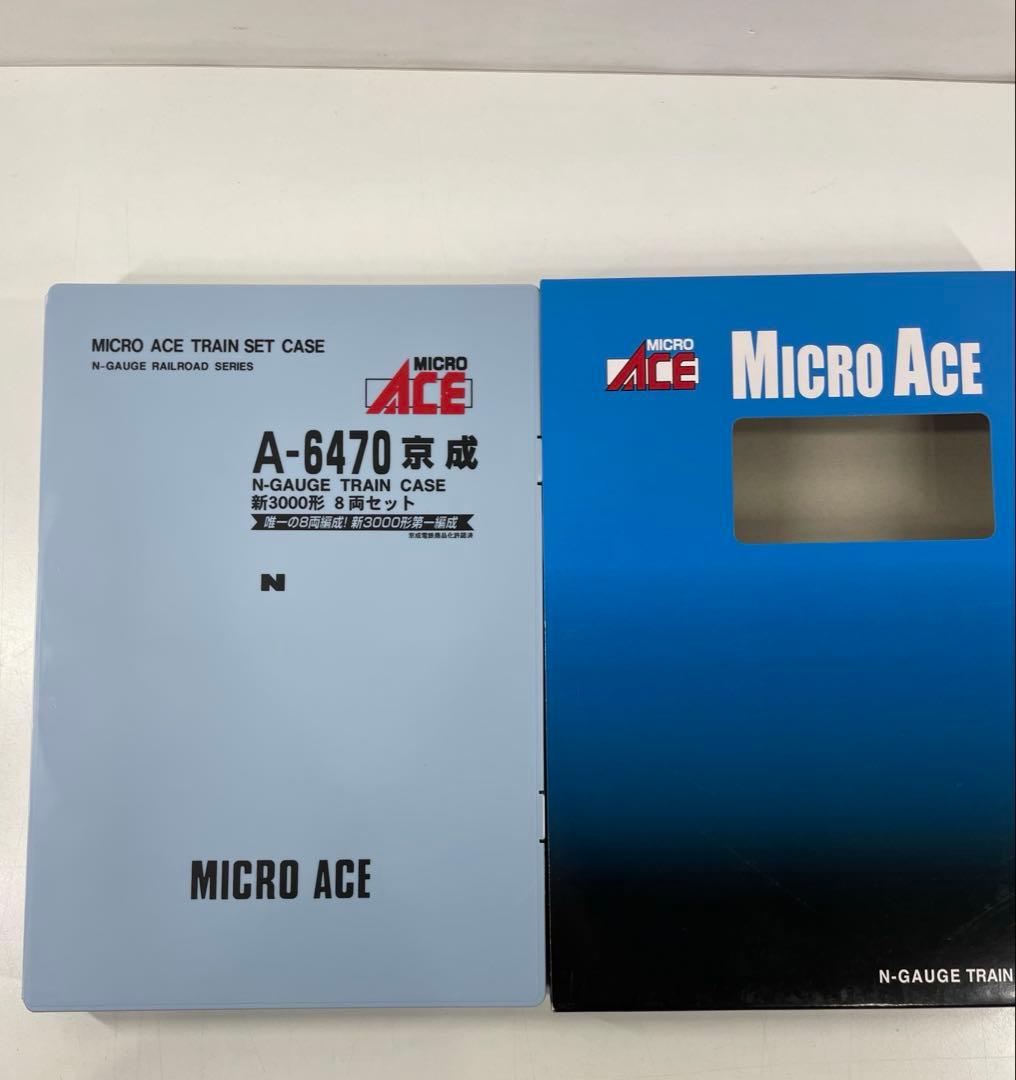 MICRO ACE TRAIN SET CASE
N-GAUGE RAILROAD SERIES
MICRO
ACE
A-6470 京成
N-GAUGE TRAIN CASE
新3000形 8両セット
唯一の8両編成! 新3000形第一編成
京成電鉄商品化許諾済
N
MICRO ACE
MICRO
ACE
MICRO ACE
N-GAUGE TRAIN